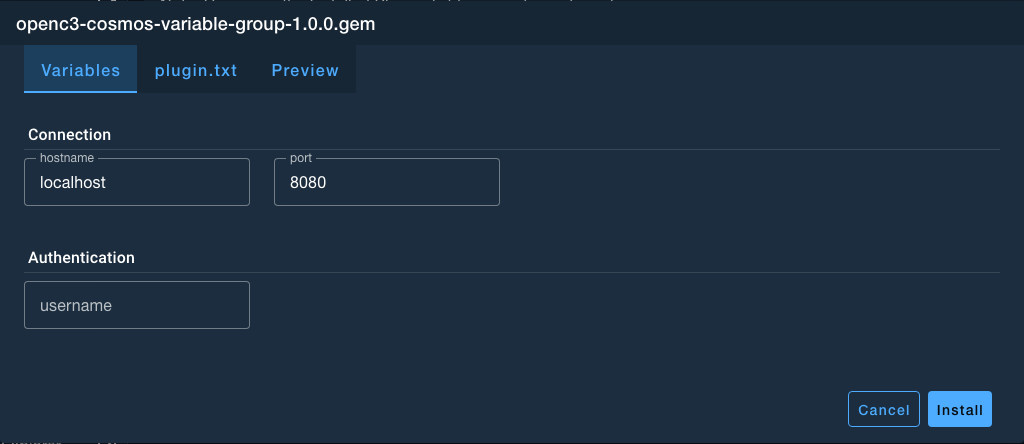 openc3-cosmos-variable-group-1.0.0.gem
Variables plugin.txt Preview
Connection
hostname port
localhost 8080
Authentication
username
Cancel Install